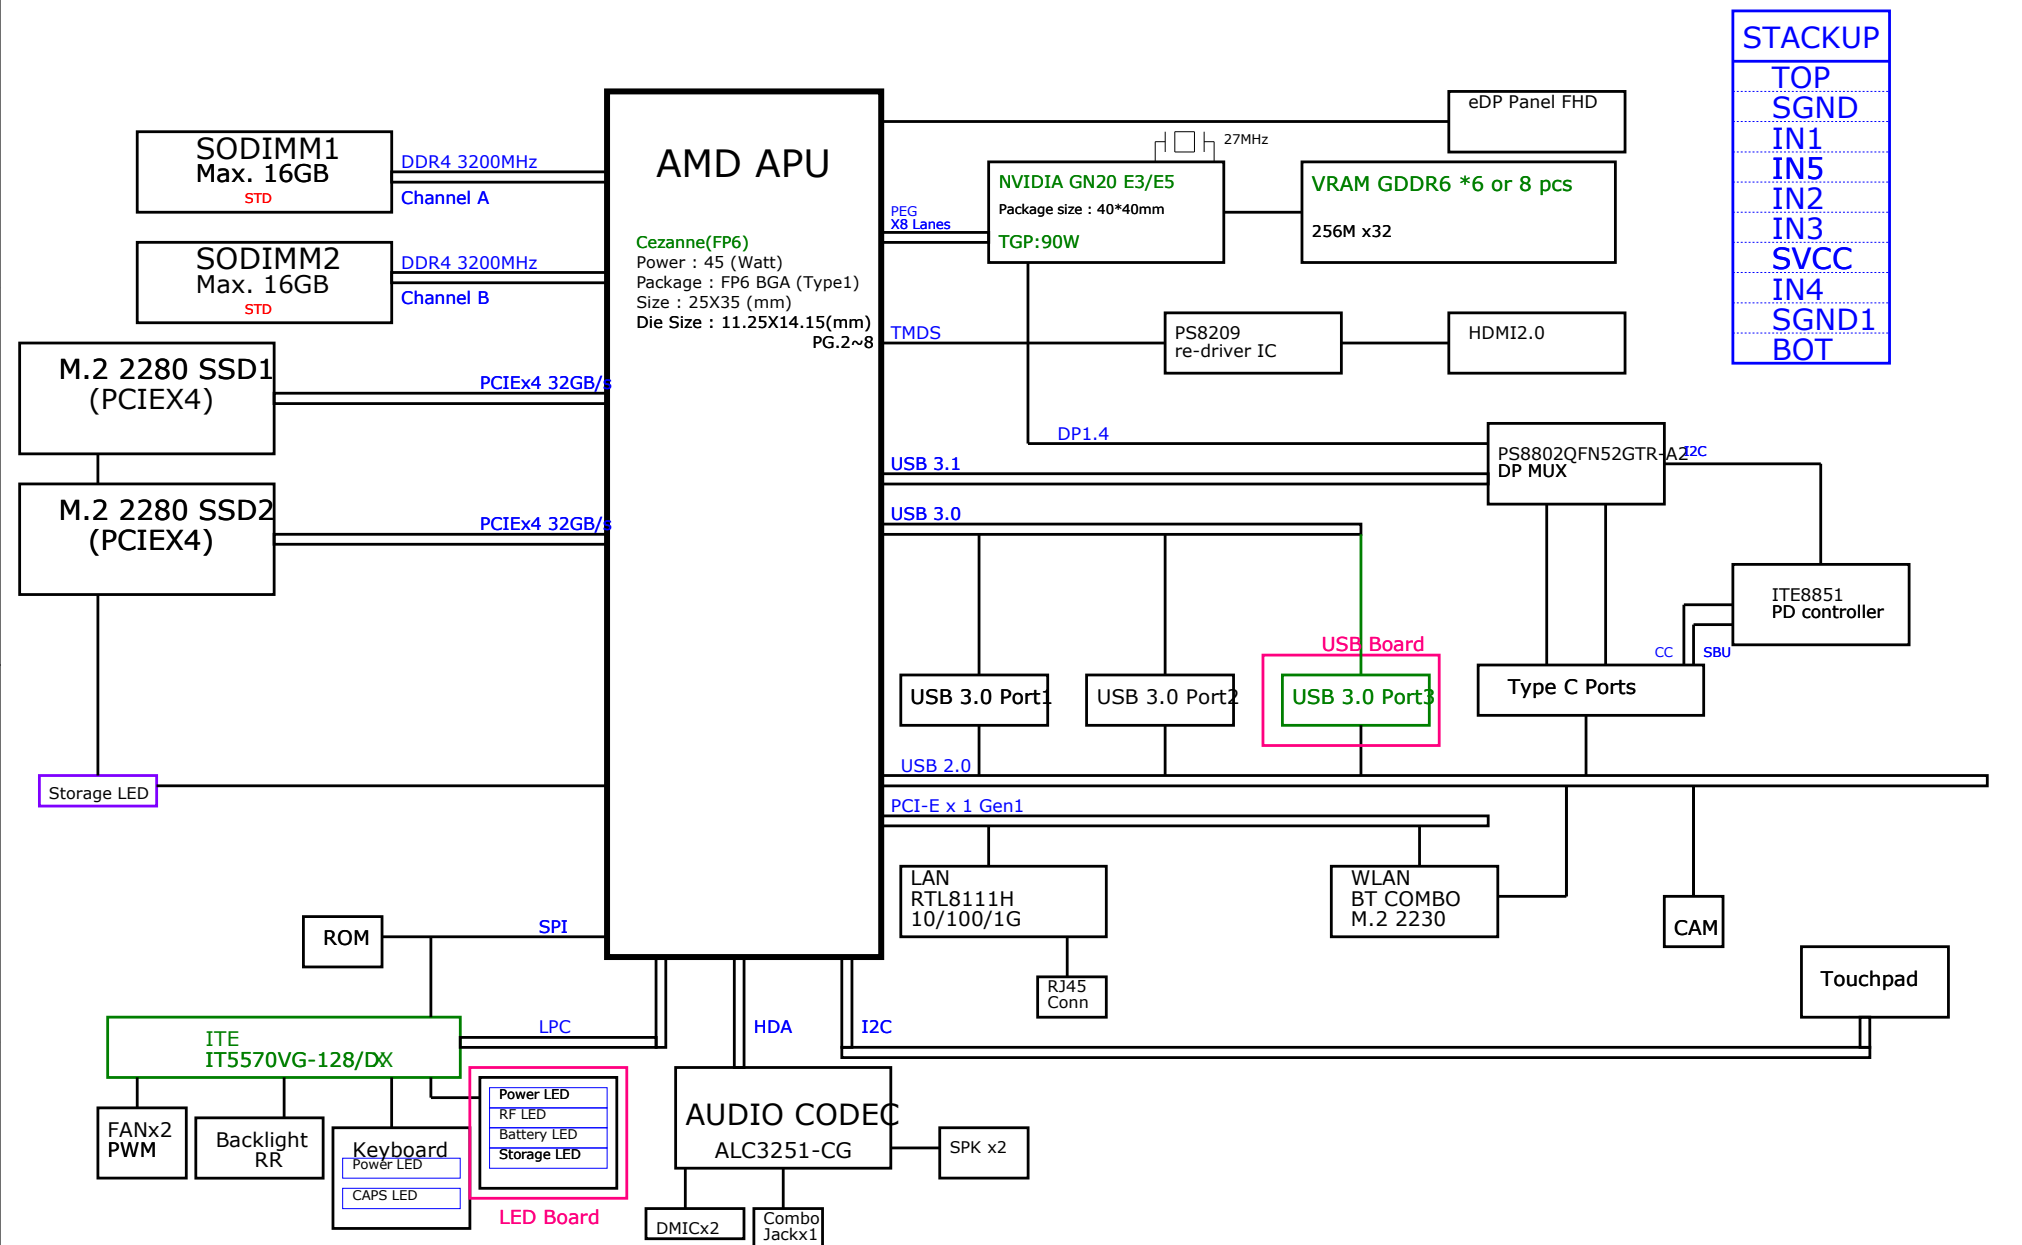 STACKUP
TOP
SGND
IN1
IN5
IN2
IN3
SVCC
IN4
SGND1
BOT
SODIMM1
Max. 16GB
STD
DDR4 3200MHz
Channel A
SODIMM2
Max. 16GB
STD
DDR4 3200MHz
Channel B
M.2 2280 SSD1
(PCIEX4)
PCIEx4 32GB/s
M.2 2280 SSD2
(PCIEX4)
PCIEx4 32GB/s
Storage LED
AMD APU
Cezanne(FP6)
Power : 45 (Watt)
Package : FP6 BGA (Type1)
Size : 25X35 (mm)
Die Size : 11.25X14.15(mm)
PG.2~8
eDP Panel FHD
27MHz
PEG
X8 Lanes
NVIDIA GN20 E3/E5
Package size : 40*40mm
TGP:90W
VRAM GDDR6 *6 or 8 pcs
256M x32
TMDS
PS8209
re-driver IC
HDMI2.0
DP1.4
USB 3.1
PS8802QFN52GTR-A2
DP MUX
I2C
USB 3.0
ITE8851
PD controller
CC
SBU
Type C Ports
USB Board
USB 3.0 Port1
USB 3.0 Port2
USB 3.0 Port3
USB 2.0
PCI-E x 1 Gen1
LAN
RTL8111H
10/100/1G
RJ45
Conn
WLAN
BT COMBO
M.2 2230
CAM
Touchpad
ROM
SPI
LPC
HDA
I2C
ITE
IT5570VG-128/DX
FANx2
PWM
Backlight
RR
Keyboard
Power LED
CAPS LED
Power LED
RF LED
Battery LED
Storage LED
LED Board
AUDIO CODEC
ALC3251-CG
SPK x2
DMICx2
Combo
Jackx1